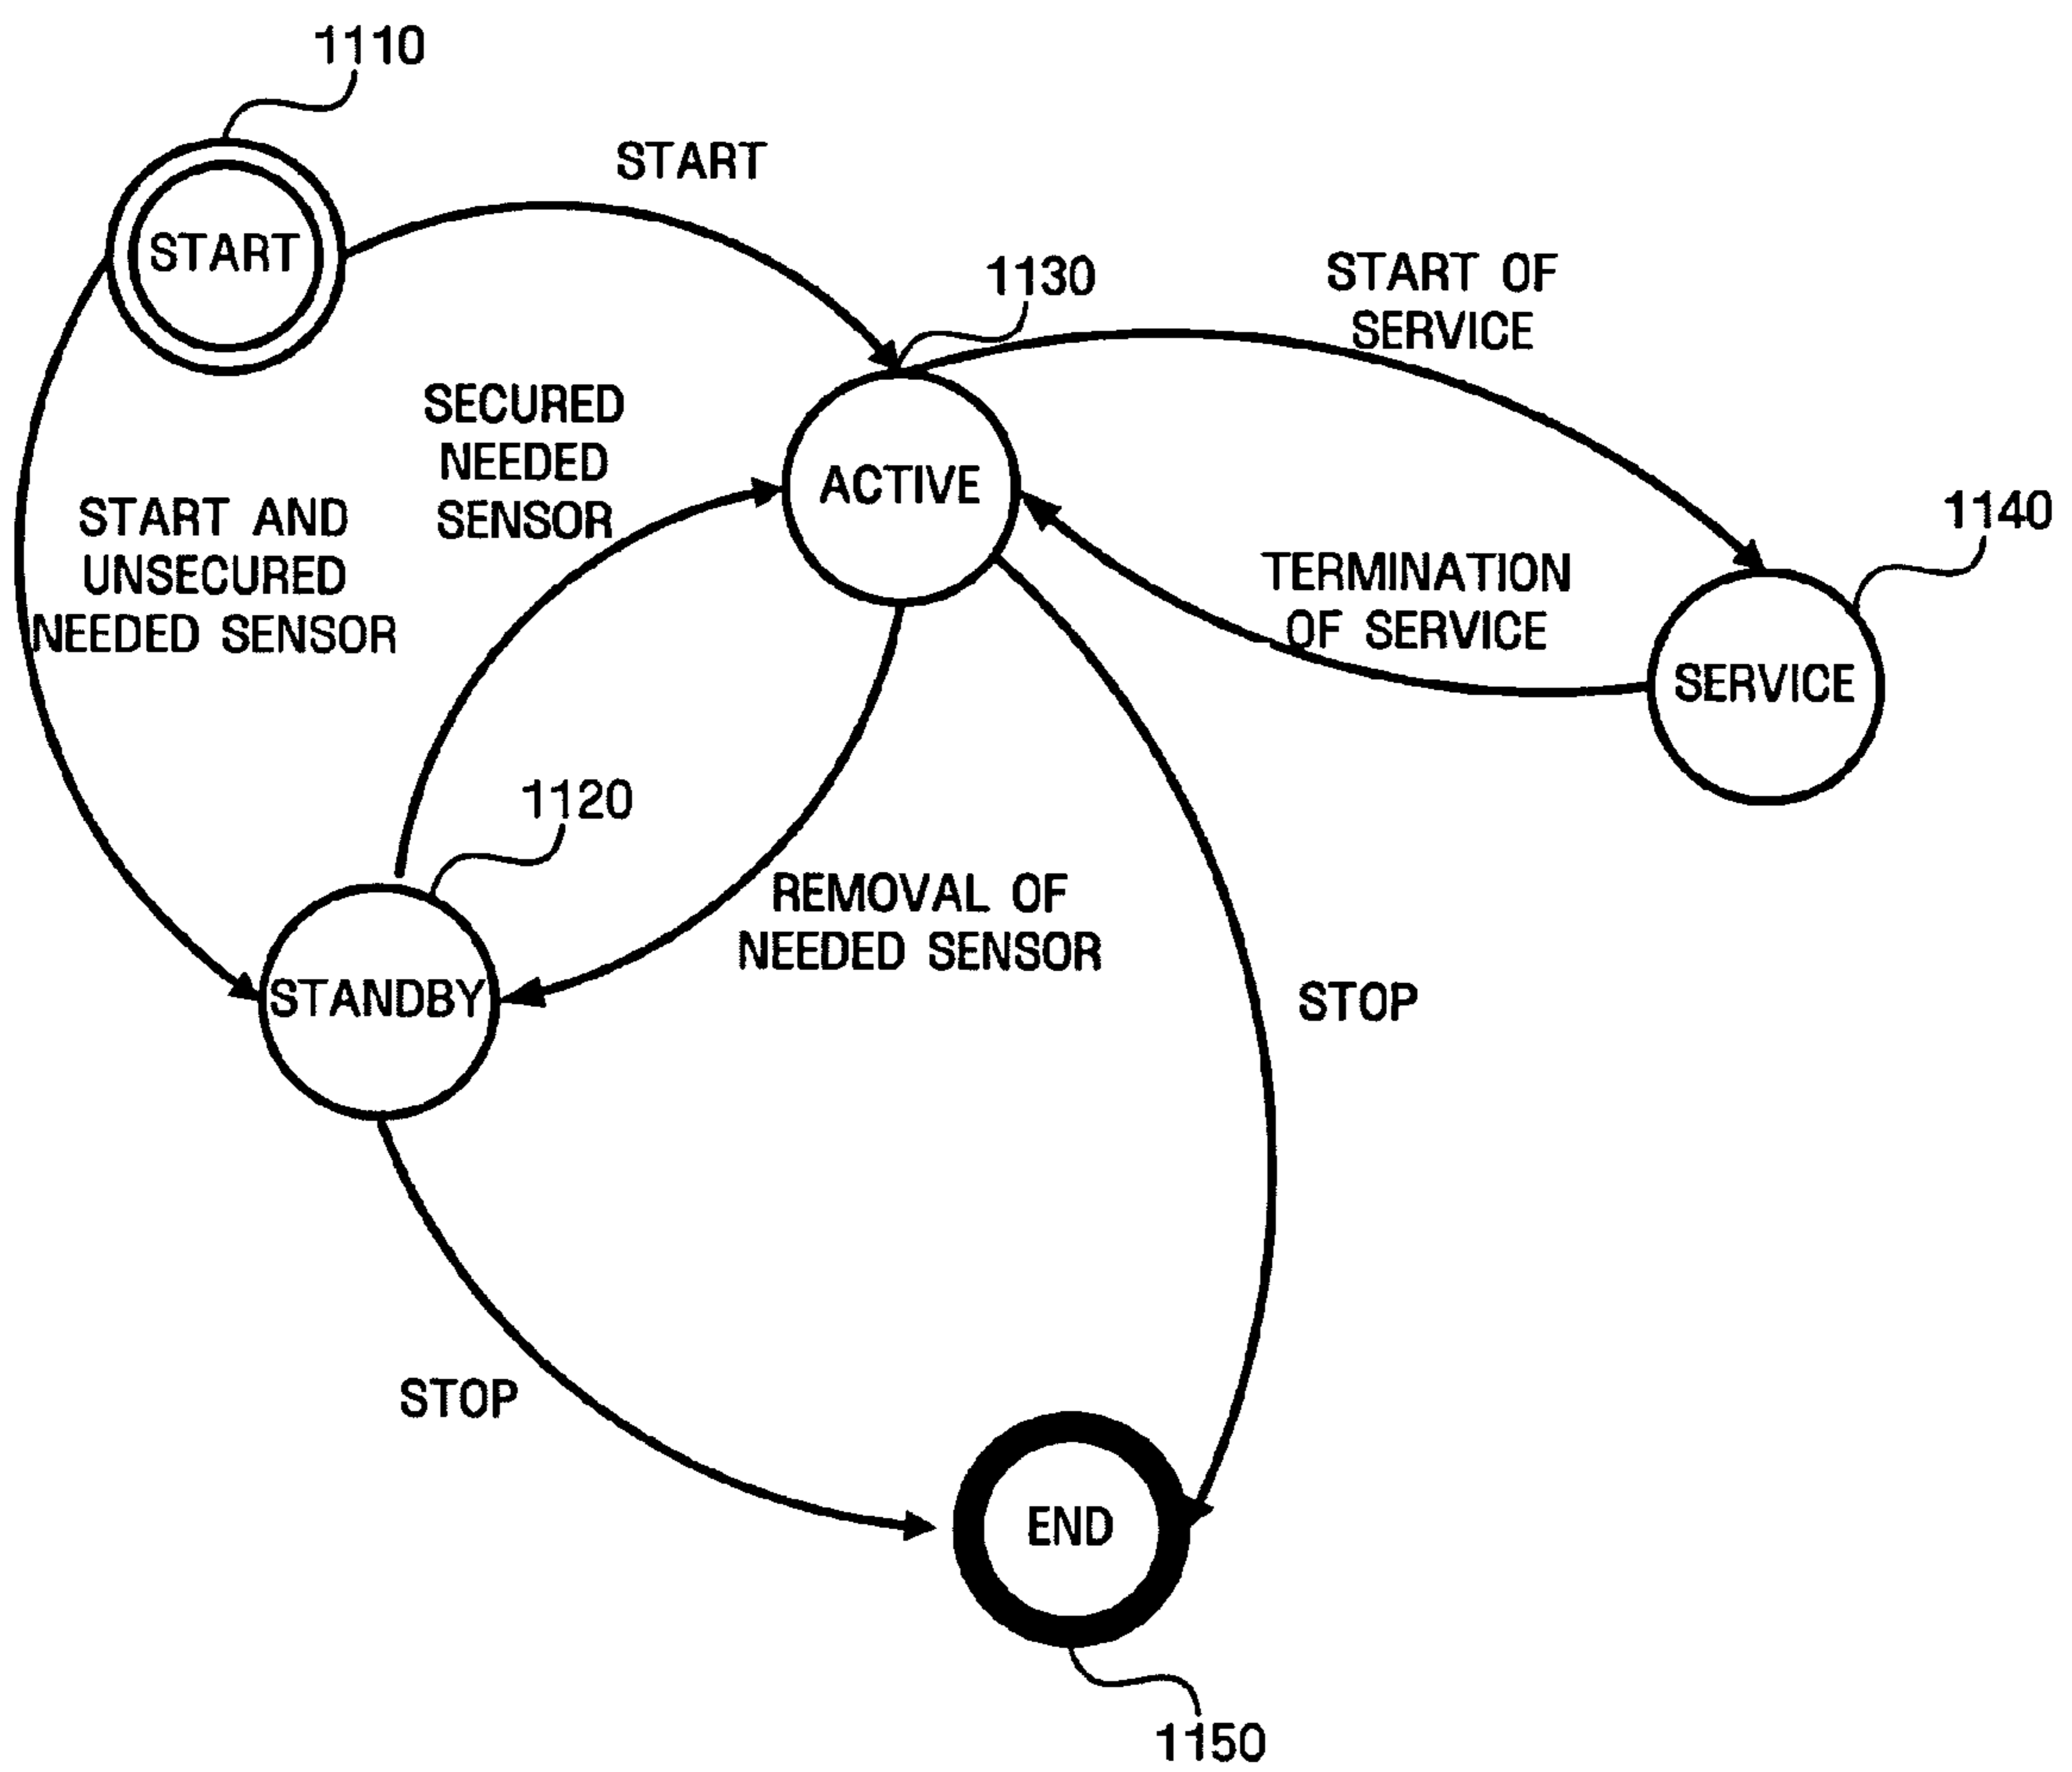 1110
START
START
1130
START OF
SERVICE
SECURED
NEEDED
SENSOR
ACTIVE
START AND
UNSECURED
NEEDED SENSOR
1140
TERMINATION
OF SERVICE
SERVICE
1120
REMOVAL OF
NEEDED SENSOR
STANDBY
STOP
STOP
END
1150